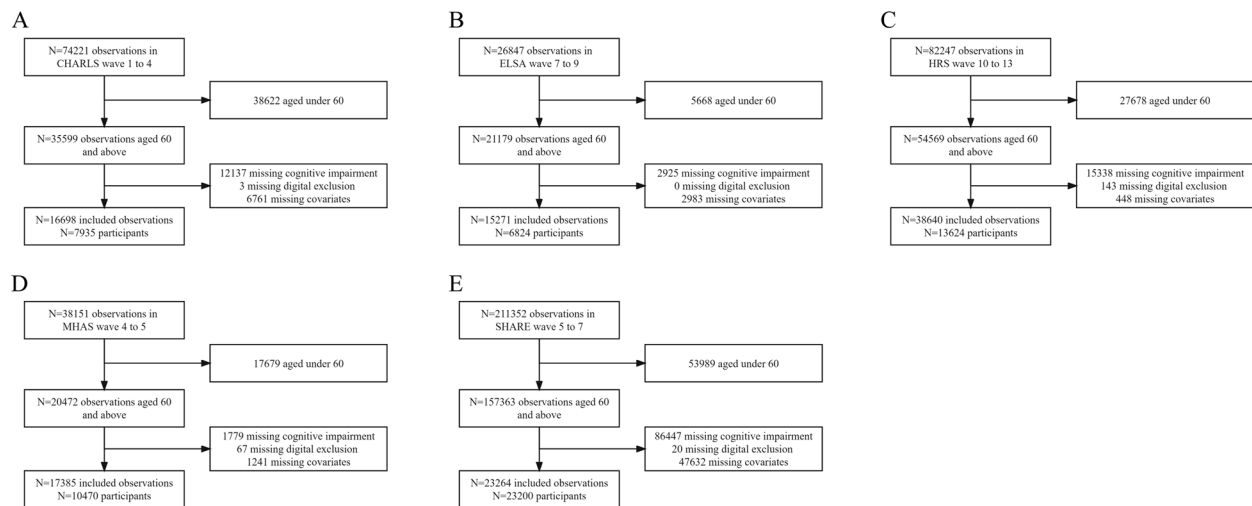 A
N=74221 observations in
CHARLS wave 1 to 4
38622 aged under 60
N=35599 observations aged 60
and above
12137 missing cognitive impairment
3 missing digital exclusion
6761 missing covariates
N=16698 included observations
N=7935 participants
B
N=26847 observations in
ELSA wave 7 to 9
5668 aged under 60
N=21179 observations aged 60
and above
2925 missing cognitive impairment
0 missing digital exclusion
2983 missing covariates
N=15271 included observations
N=6824 participants
C
N=82247 observations in
HRS wave 10 to 13
27678 aged under 60
N=54569 observations aged 60
and above
15338 missing cognitive impairment
143 missing digital exclusion
448 missing covariates
N=38640 included observations
N=13624 participants
D
N=38151 observations in
MHAS wave 4 to 5
17679 aged under 60
N=20472 observations aged 60
and above
1779 missing cognitive impairment
67 missing digital exclusion
1241 missing covariates
N=17385 included observations
N=10470 participants
E
N=211352 observations in
SHARE wave 5 to 7
53989 aged under 60
N=157363 observations aged 60
and above
86447 missing cognitive impairment
20 missing digital exclusion
47632 missing covariates
N=23264 included observations
N=23200 participants